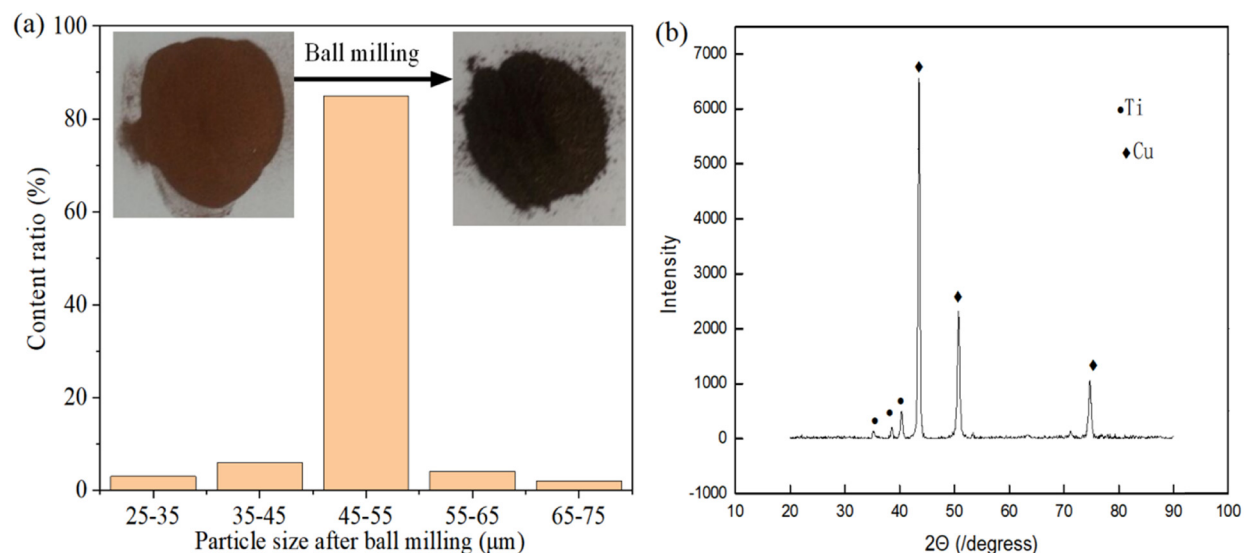 (a)
100
80
60
40
20
0
Content ratio (%)
Ball milling
25-35 35-45 45-55 55-65 65-75
Particle size after ball milling (μm)
(b)
7000
6000
5000
4000
3000
2000
1000
0
-1000
Intensity
Ti
Cu
10 20 30 40 50 60 70 80 90 100
2Θ (/degress)